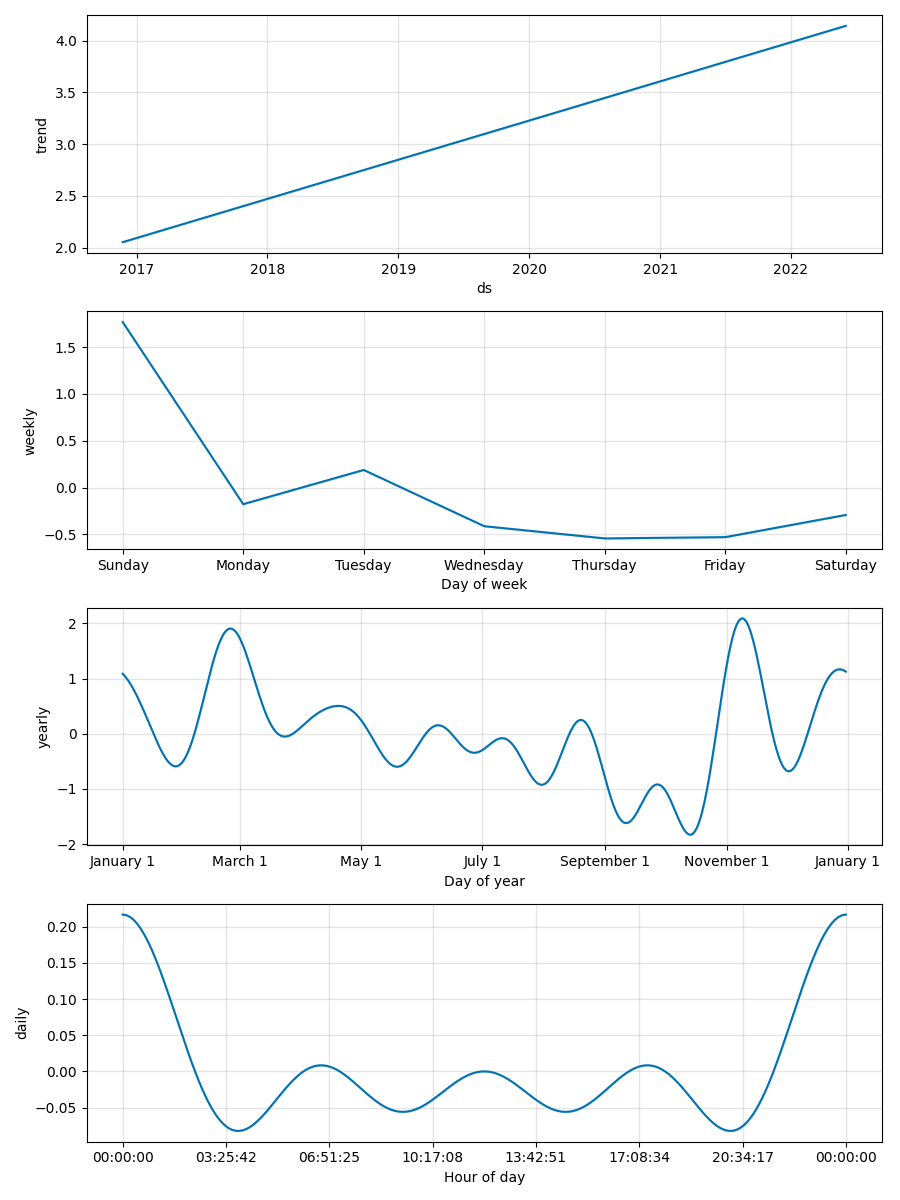 4.0
3.5
3.0
2.5
2.0
trend
2017 2018 2019 2020 2021 2022
ds
1.5
1.0
0.5
0.0
−0.5
weekly
Sunday Monday Tuesday Wednesday Thursday Friday Saturday
Day of week
2
1
0
−1
−2
yearly
January 1 March 1 May 1 July 1 September 1 November 1 January 1
Day of year
0.20
0.15
0.10
0.05
0.00
−0.05
daily
00:00:00 03:25:42 06:51:25 10:17:08 13:42:51 17:08:34 20:34:17 00:00:00
Hour of day